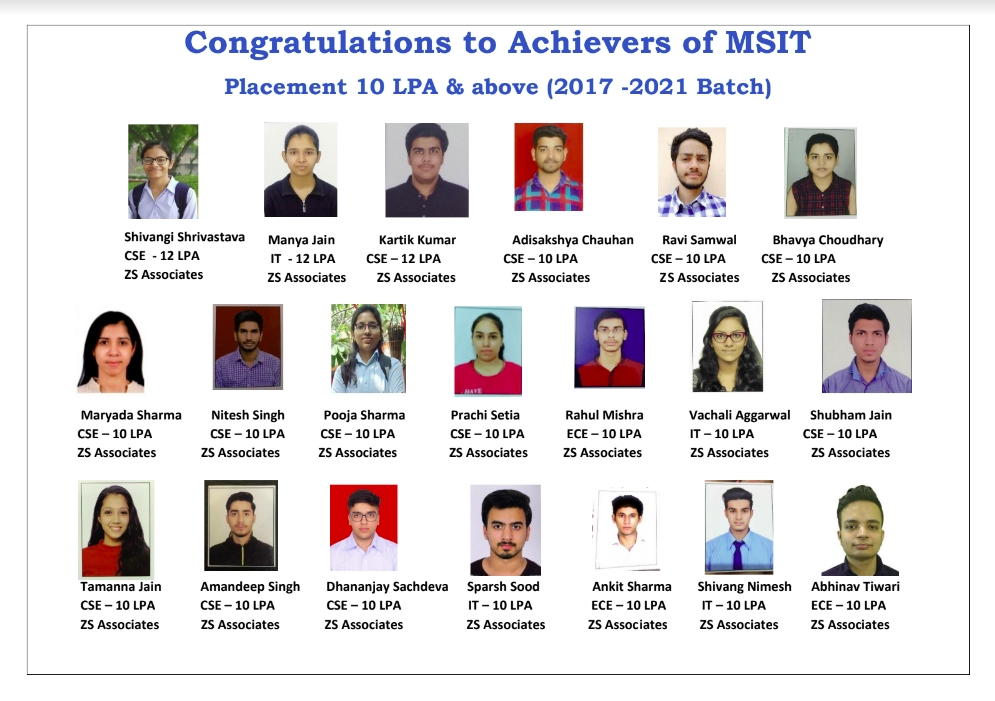 Congratulations to Achievers of MSIT
Placement 10 LPA & above (2017 -2021 Batch)
Shivangi Shrivastava
CSE - 12 LPA
ZS Associates
Manya Jain
IT - 12 LPA
ZS Associates
Kartik Kumar
CSE – 12 LPA
ZS Associates
Adisakshya Chauhan
CSE – 10 LPA
ZS Associates
Ravi Samwal
CSE – 10 LPA
ZS Associates
Bhavya Choudhary
CSE – 10 LPA
ZS Associates
Maryada Sharma
CSE – 10 LPA
ZS Associates
Nitesh Singh
CSE – 10 LPA
ZS Associates
Pooja Sharma
CSE – 10 LPA
ZS Associates
Prachi Setia
CSE – 10 LPA
ZS Associates
Rahul Mishra
ECE – 10 LPA
ZS Associates
Vachali Aggarwal
IT – 10 LPA
ZS Associates
Shubham Jain
CSE – 10 LPA
ZS Associates
Tamanna Jain
CSE – 10 LPA
ZS Associates
Amandeep Singh
CSE – 10 LPA
ZS Associates
Dhananjay Sachdeva
CSE – 10 LPA
ZS Associates
Sparsh Sood
IT – 10 LPA
ZS Associates
Ankit Sharma
ECE – 10 LPA
ZS Associates
Shivang Nimesh
IT – 10 LPA
ZS Associates
Abhinav Tiwari
ECE – 10 LPA
ZS Associates